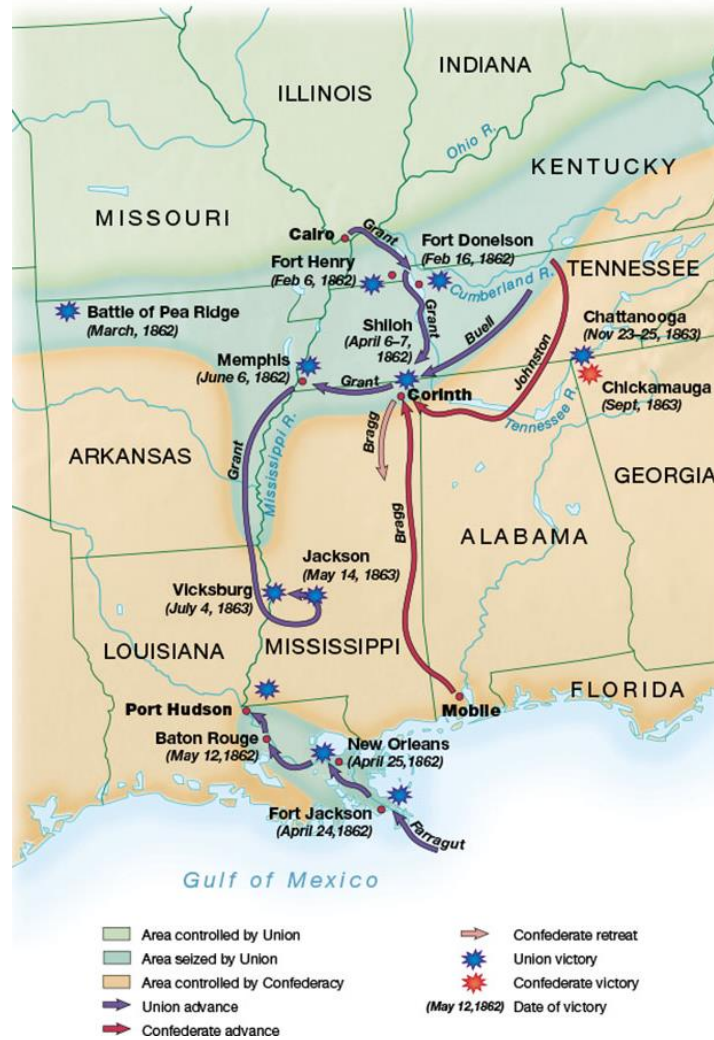 INDIANA
ILLINOIS
Ohio R.
KENTUCKY
MISSOURI
Cairo
Grant
Fort Donelson
(Feb 16, 1862)
Fort Henry
(Feb 6, 1862)
Cumberland R.
TENNESSEE
Battle of Pea Ridge
(March, 1862)
Grant
Shiloh
(April 6–7,
1862)
Buell
Johnston
Chattanooga
(Nov 23–25, 1863)
Memphis
(June 6, 1862)
Grant
Corinth
Chickamauga
(Sept, 1863)
Tennessee R.
Bragg
Grant
Mississippi R.
ARKANSAS
GEORGIA
ALABAMA
Bragg
Jackson
(May 14, 1863)
Vicksburg
(July 4, 1863)
LOUISIANA
MISSISSIPPI
FLORIDA
Port Hudson
Mobile
Baton Rouge
(May 12,1862)
New Orleans
(April 25,1862)
Fort Jackson
(April 24,1862)
Farragut
Gulf of Mexico
Area controlled by Union
Area seized by Union
Area controlled by Confederacy
Union advance
Confederate advance
Confederate retreat
Union victory
Confederate victory
(May 12,1862) Date of victory